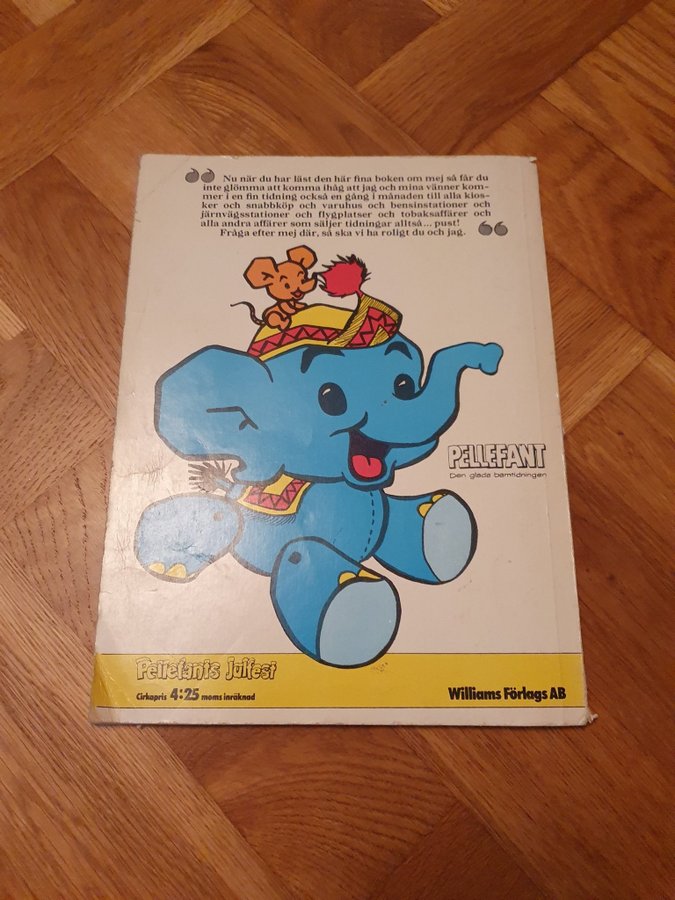 Nu när du har läst den här fina boken om mej så får du
inte glömma att komma ihåg att jag och mina vänner kom-
mer i en fin tidning också en gång i månaden till alla kios-
ker och snabbköp och varuhus och bensinstationer och
järnvägsstationer och flygplatser och tobaksaffärer och
alla andra affärer som säljer tidningar alltså... pust!
Fråga efter mej där, så ska vi ha roligt du och jag.
PELLEFANT
Den glada barntidningen
Pellefants Julfest
Cirkapris 4:25 moms inräknad
Williams Förlags AB